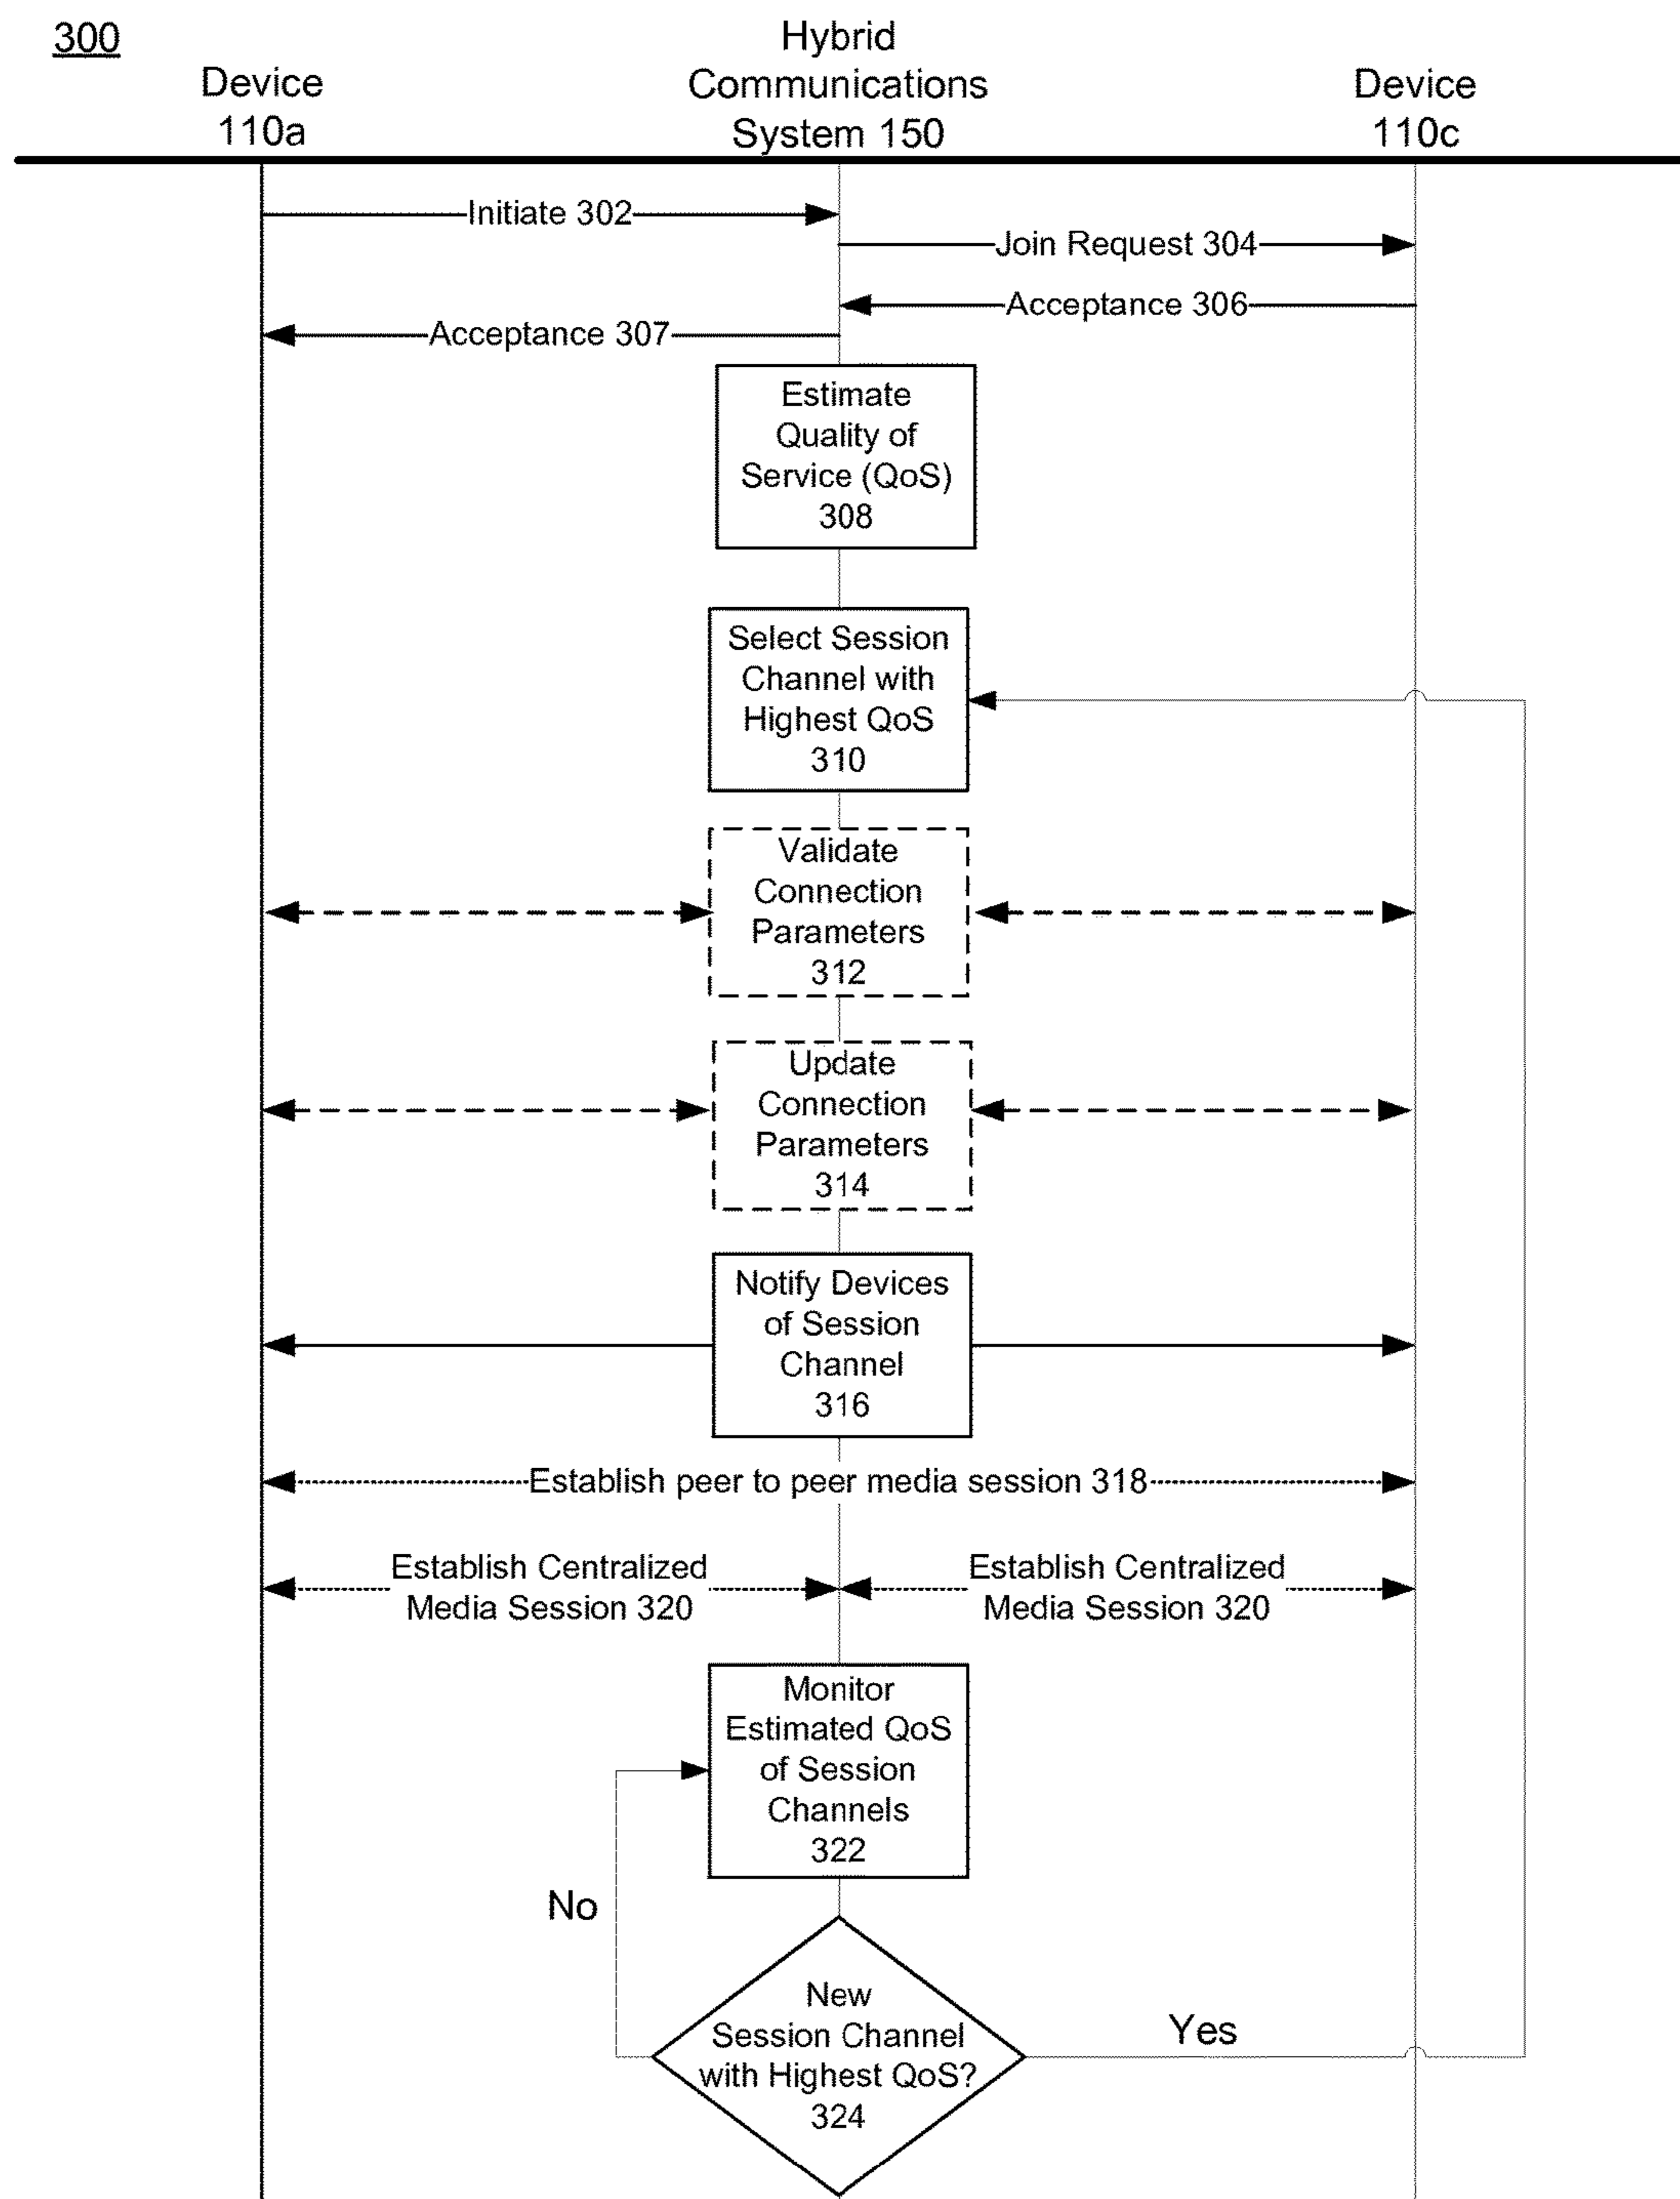 300
Device
110a
Hybrid
Communications
System 150
Device
110c
Initiate 302
Join Request 304
Acceptance 306
Acceptance 307
Estimate
Quality of
Service (QoS)
308
Select Session
Channel with
Highest QoS
310
Validate
Connection
Parameters
312
Update
Connection
Parameters
314
Notify Devices
of Session
Channel
316
Establish peer to peer media session 318
Establish Centralized
Media Session 320
Establish Centralized
Media Session 320
Monitor
Estimated QoS
of Session
Channels
322
No
New
Session Channel
with Highest QoS?
324
Yes